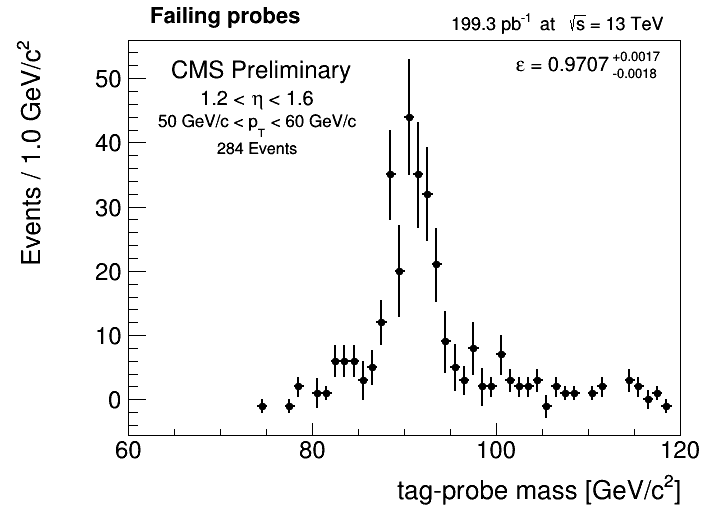 Failing probes
199.3 pb⁻¹ at √s = 13 TeV
CMS Preliminary
ε = 0.9707 +0.0017 -0.0018
1.2 < η < 1.6
50 GeV/c < p_T < 60 GeV/c
284 Events
Events / 1.0 GeV/c²
50
40
30
20
10
0
60 80 100 120
tag-probe mass [GeV/c²]